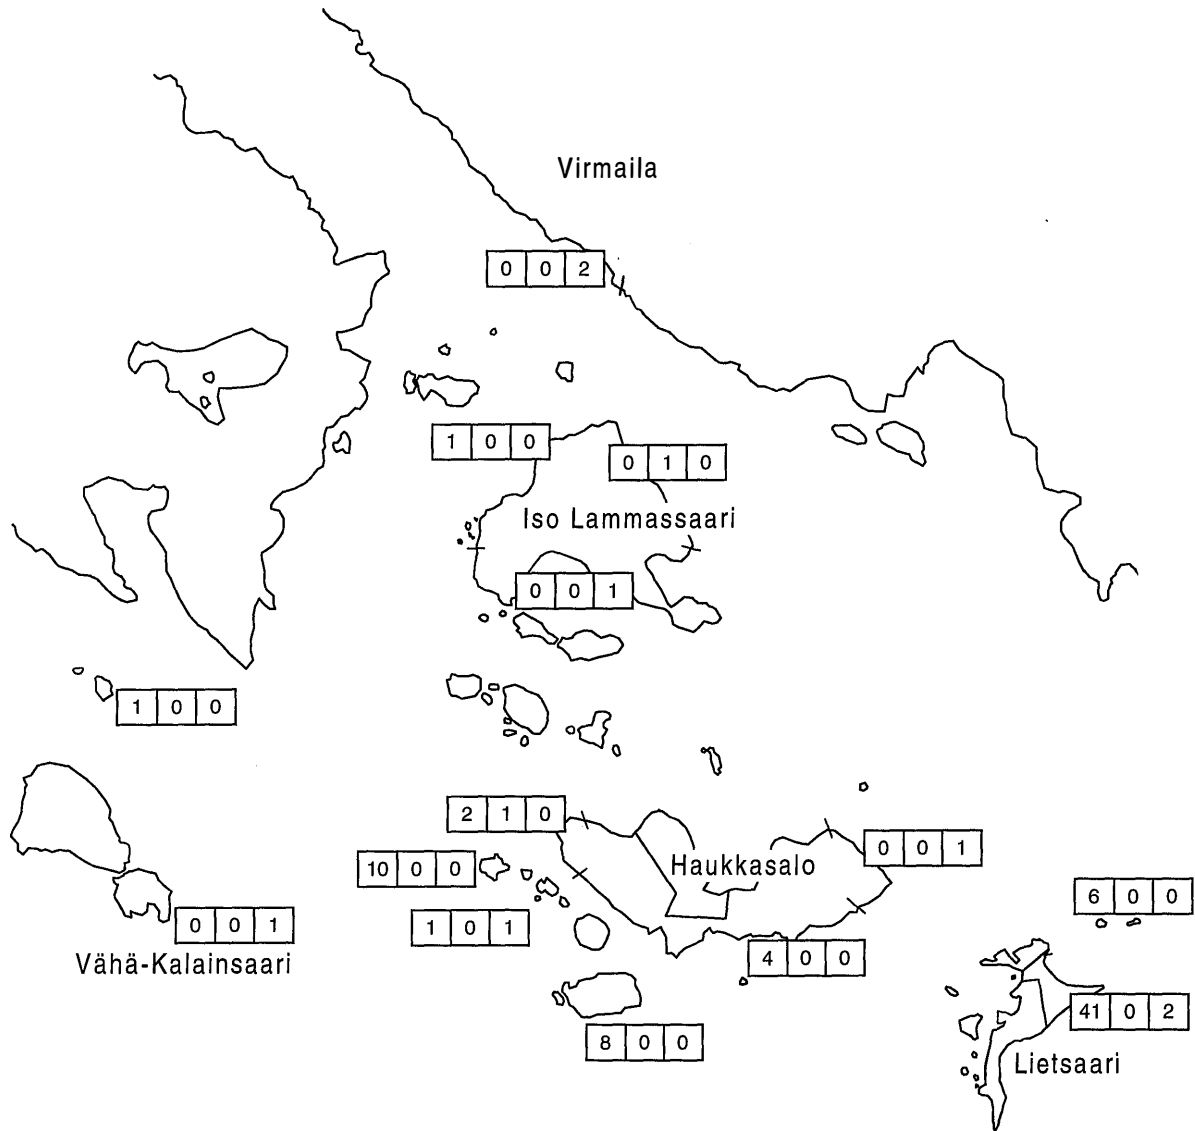 Virmaila
0 0 2
1 0 0
0 1 0
Iso Lammassaari
0 0 1
1 0 0
2 1 0
0 0 1
Haukkasalo
10 0 0
6 0 0
0 0 1
1 0 1
Vähä-Kalainsaari
4 0 0
41 0 2
8 0 0
Lietsaari